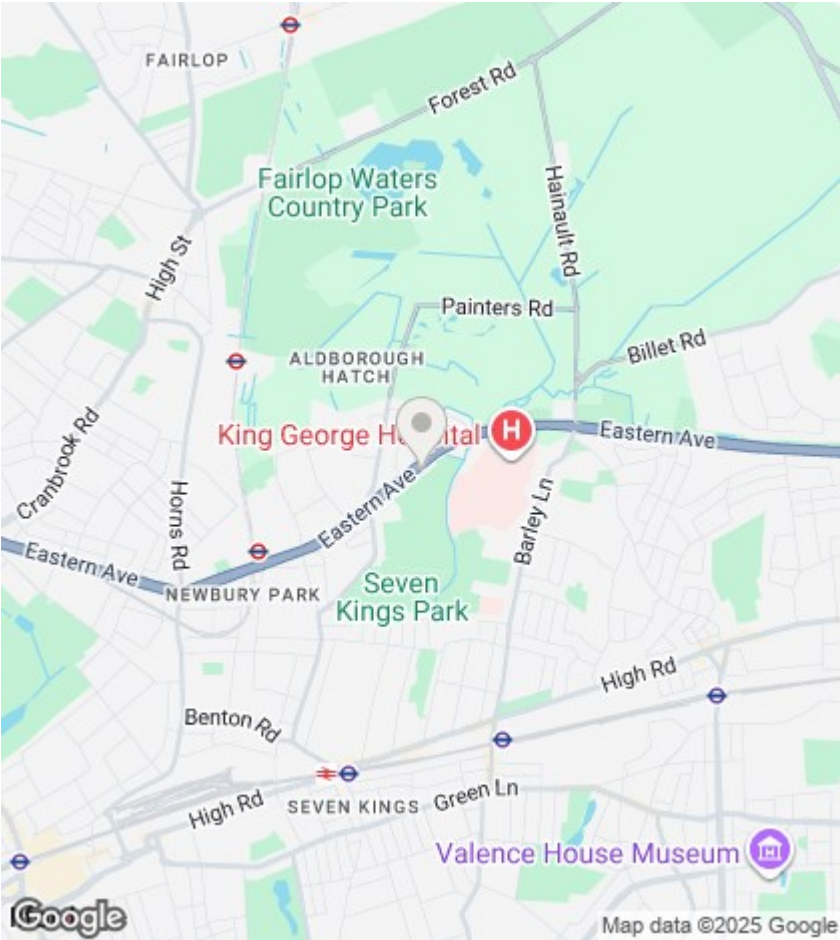 FAIRLOP
Forest Rd
Fairlop Waters
Country Park
Hainault Rd
High St
Painters Rd
Billet Rd
ALDBOROUGH
HATCH
King George H
ital
H
Eastern Ave
Cranbrook Rd
Horns Rd
Eastern Ave
Barley Ln
Eastern Ave
NEWBURY PARK
Seven
Kings Park
High Rd
Benton Rd
High Rd
SEVEN KINGS
Green Ln
Valence House Museum
Google
Map data ©2025 Google